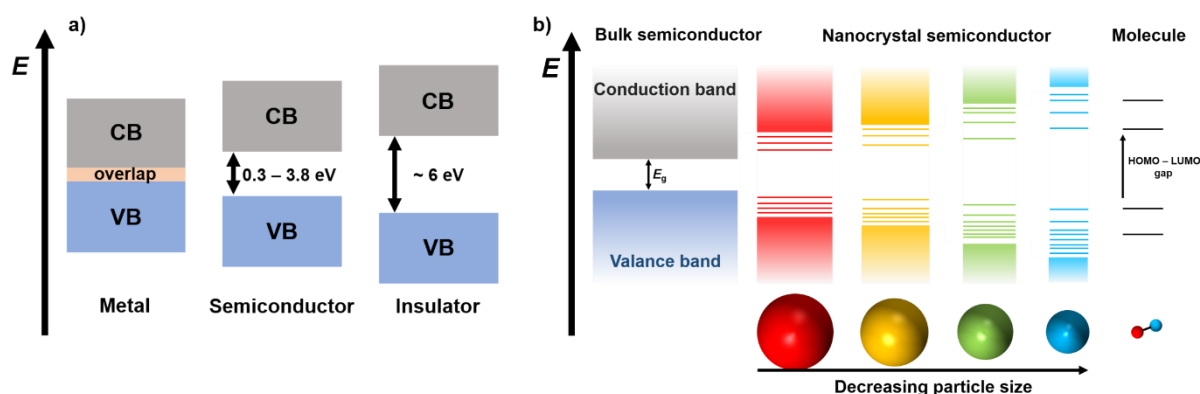 a)
E
CB
overlap
VB
Metal
CB
0.3 – 3.8 eV
VB
Semiconductor
CB
~ 6 eV
VB
Insulator
b)
Bulk semiconductor
Nanocrystal semiconductor
Molecule
E
Conduction band
Eg
Valance band
HOMO – LUMO
gap
Decreasing particle size